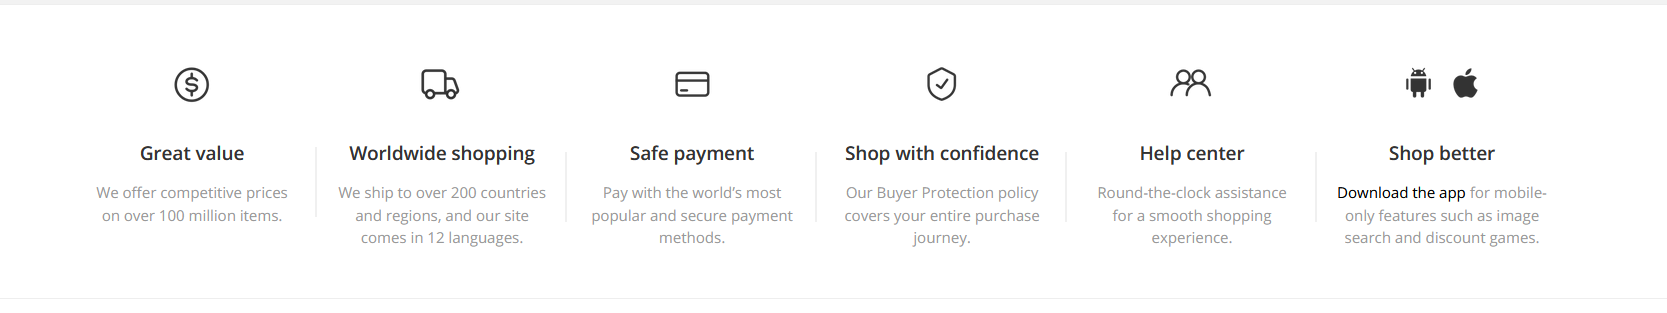 Great value
We offer competitive prices
on over 100 million items.
Worldwide shopping
We ship to over 200 countries
and regions, and our site
comes in 12 languages.
Safe payment
Pay with the world’s most
popular and secure payment
methods.
Shop with confidence
Our Buyer Protection policy
covers your entire purchase
journey.
Help center
Round-the-clock assistance
for a smooth shopping
experience.
Shop better
Download the app for mobile-
only features such as image
search and discount games.